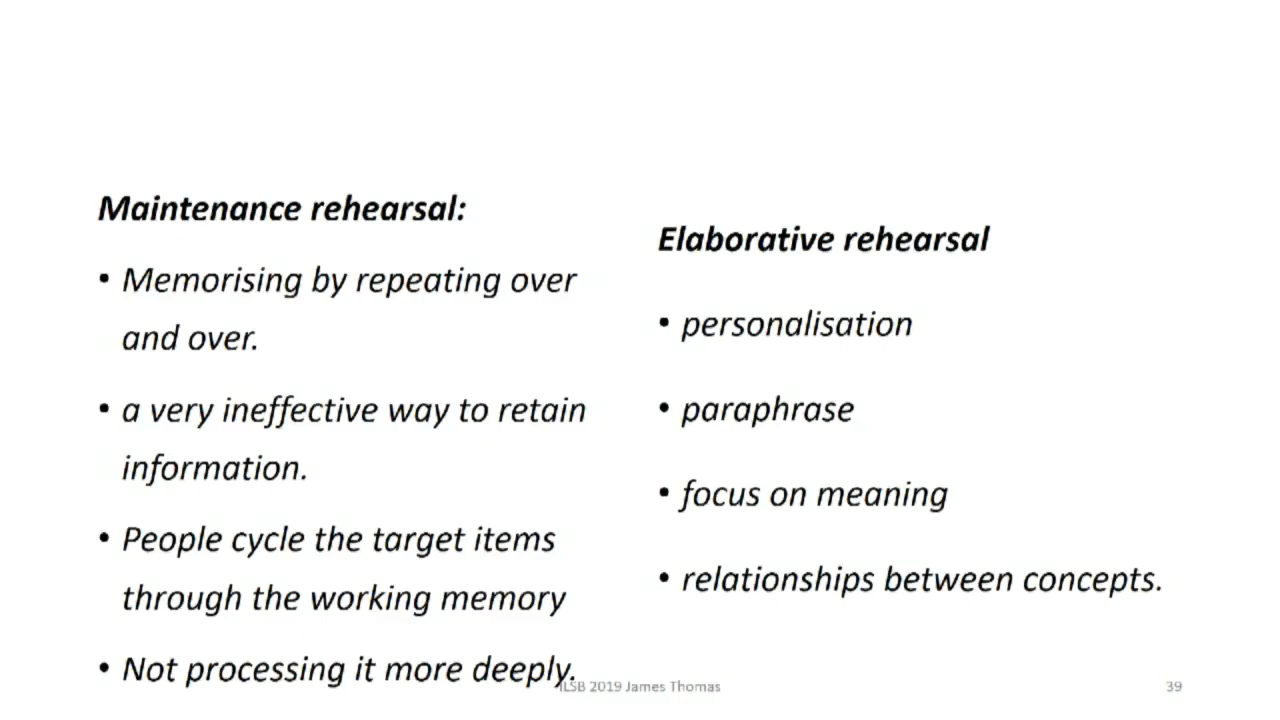 Maintenance rehearsal:
• Memorising by repeating over
and over.
• a very ineffective way to retain
information.
• People cycle the target items
through the working memory
• Not processing it more deeply.
Elaborative rehearsal
• personalisation
• paraphrase
• focus on meaning
• relationships between concepts.
ILSB 2019 James Thomas
39